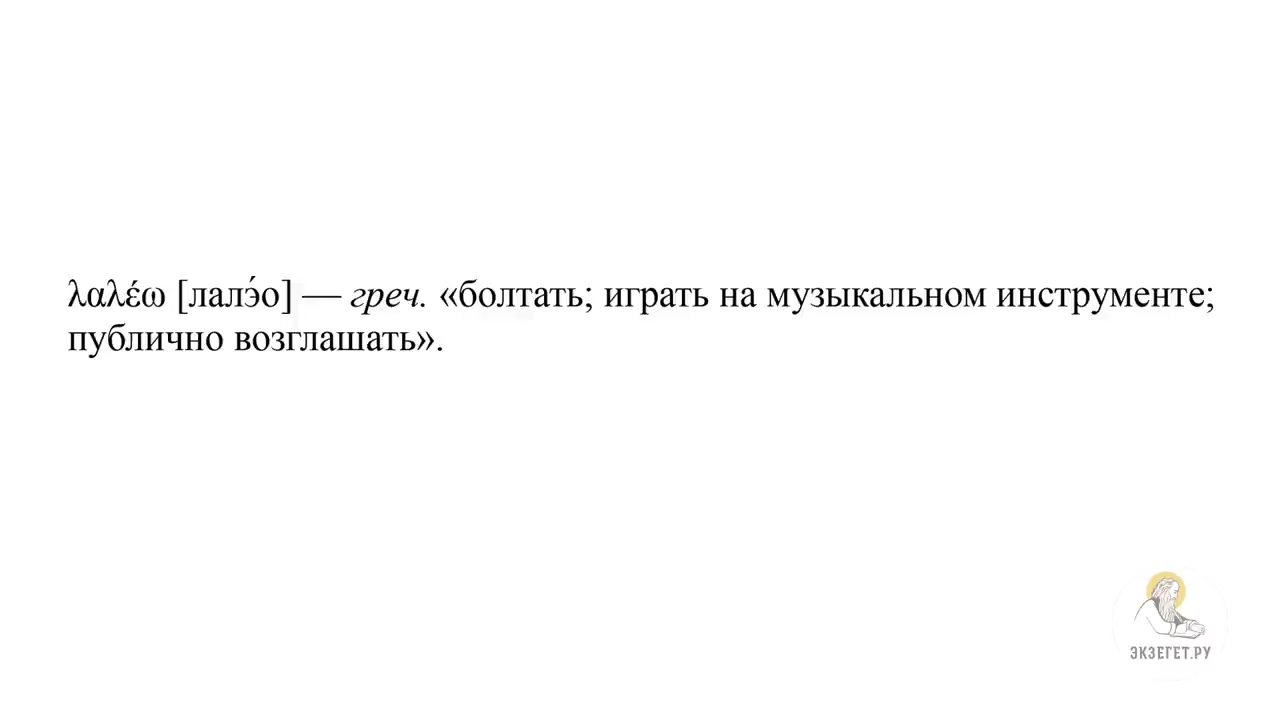 λαλέω [лалэ́о] — греч. «болтать; играть на музыкальном инструменте;
публично возглашать».
ЭКЗЕГЕТ.РУ